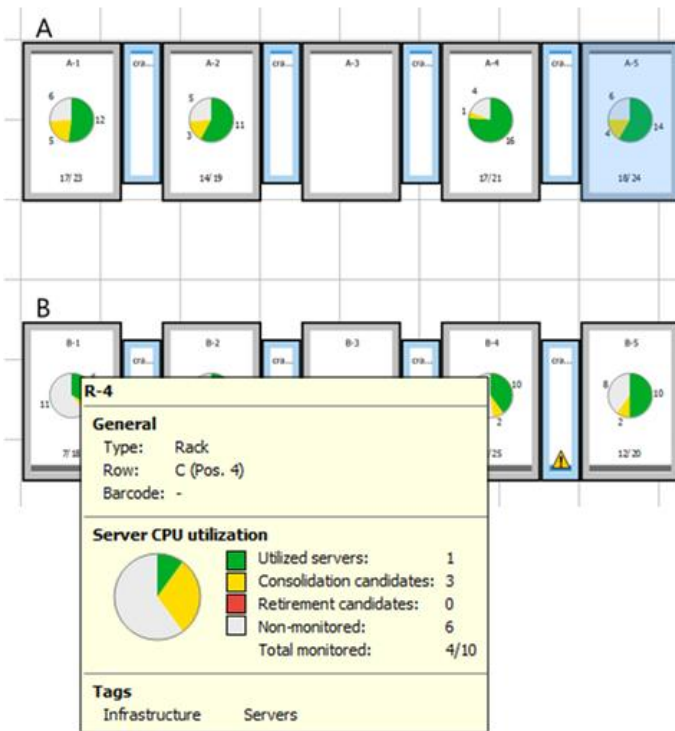 A
A-1
cra...
A-2
cra...
A-3
cra...
A-4
cra...
A-5
6
12
5
5
11
3
4
1
16
6
4
14
17/23
14/19
17/21
18/24
B
B-1
cra...
B-2
cra...
B-3
cra...
B-4
cra...
B-5
11
10
2
8
10
2
7/18
/25
12/20
R-4
General
Type: Rack
Row: C (Pos. 4)
Barcode: -
Server CPU utilization
Utilized servers: 1
Consolidation candidates: 3
Retirement candidates: 0
Non-monitored: 6
Total monitored: 4/10
Tags
Infrastructure Servers